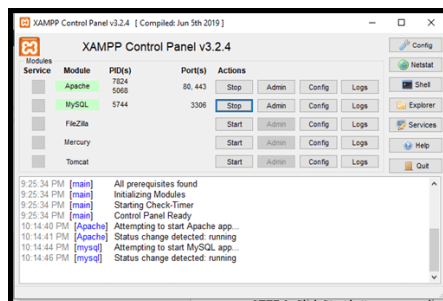 XAMPP Control Panel v3.2.4 [ Compiled: Jun 5th 2019 ]
XAMPP Control Panel v3.2.4
Config
Modules
Service Module PID(s) Port(s) Actions
Netstat
Apache 7824 5068 80, 443 Stop Admin Config Logs
Shell
MySQL 5744 3306 Stop Admin Config Logs
Explorer
FileZilla Start Admin Config Logs
Services
Mercury Start Admin Config Logs
Help
Tomcat Start Admin Config Logs
Quit
9:25:34 PM [main] All prerequisites found
9:25:34 PM [main] Initializing Modules
9:25:34 PM [main] Starting Check-Timer
9:25:34 PM [main] Control Panel Ready
10:14:40 PM [Apache] Attempting to start Apache app...
10:14:41 PM [Apache] Status change detected: running
10:14:44 PM [mysql] Attempting to start MySQL app...
10:14:46 PM [mysql] Status change detected: running